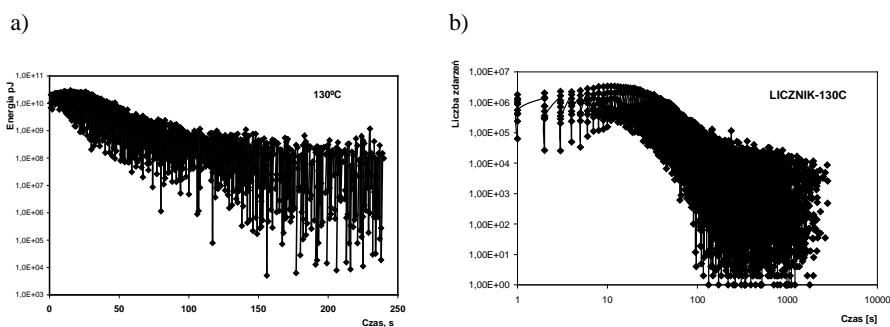 a)
b)
Energia pJ
1,0E+11
1,0E+10
1,0E+09
1,0E+08
1,0E+07
1,0E+06
1,0E+05
1,0E+04
1,0E+03
130ºC
0 50 100 150 200 250
Czas, s
Liczba zdarzeń
1,00E+07
1,00E+06
1,00E+05
1,00E+04
1,00E+03
1,00E+02
1,00E+01
1,00E+00
LICZNIK-130C
1 10 100 1000 10000
Czas [s]